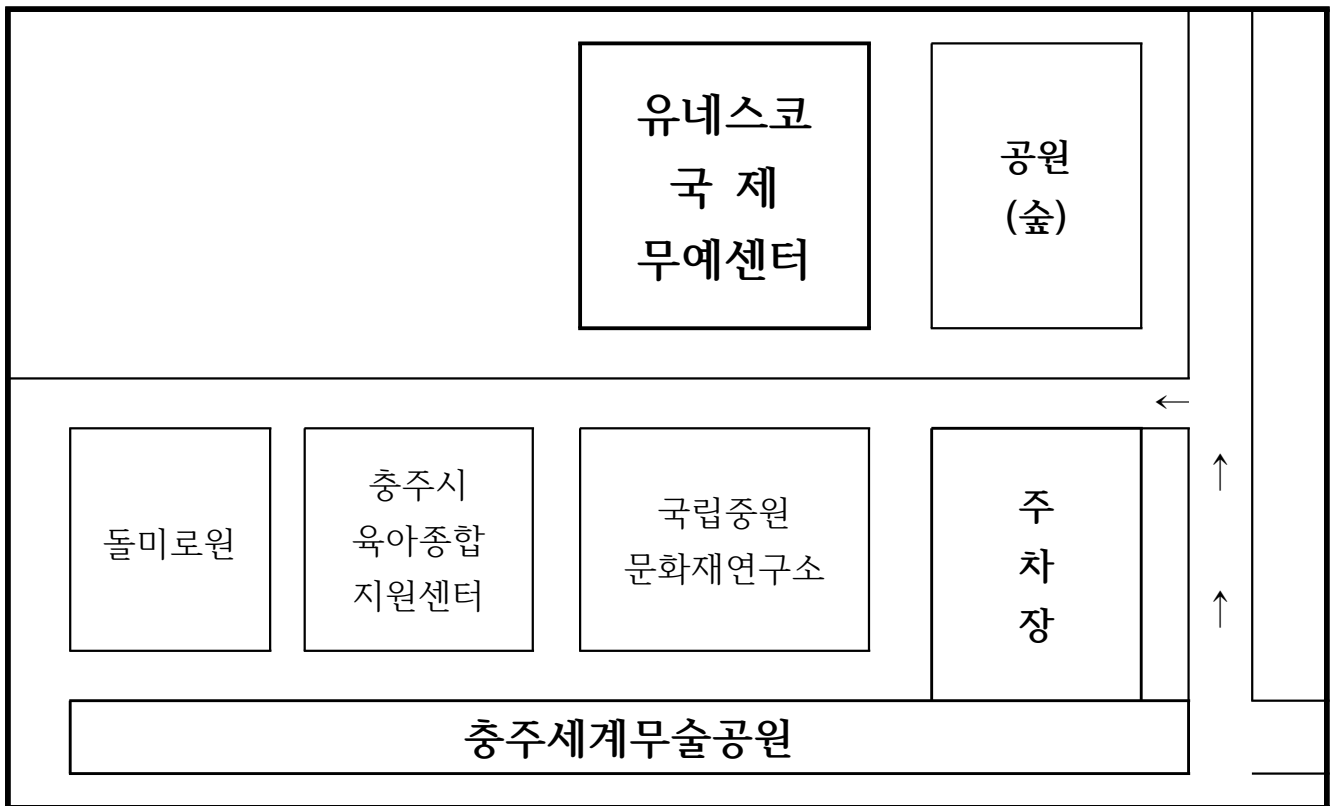 유네스코
국 제
무예센터
공원
(숲)
←
돌미로원
충주시
육아종합
지원센터
국립중원
문화재연구소
주
차
장
↑
↑
충주세계무술공원